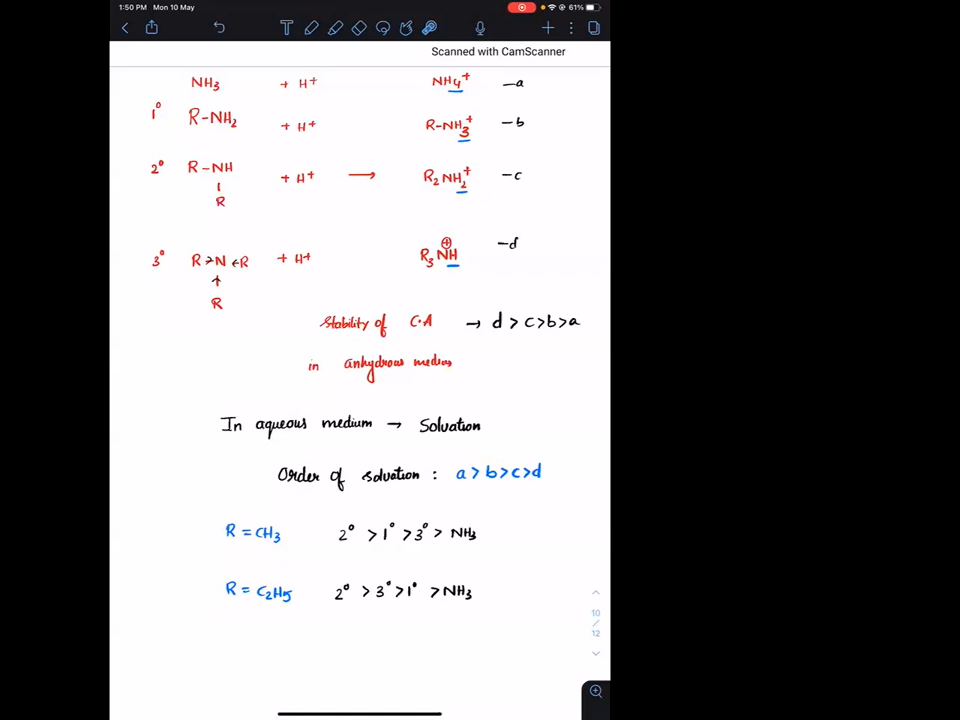 1:50 PM Mon 10 May 61%
Scanned with CamScanner
NH3 + H+ NH4+ —a
1° R-NH2 + H+ R-NH3+ —b
2° R-NH + H+ → R2NH2+ —c
R
3° R>N<R + H+ R3NH⊕ —d
R
Stability of C.A → d > c > b > a
in anhydrous medium
In aqueous medium → Solvation
Order of solvation : a > b > c > d
R = CH3 2° > 1° > 3° > NH3
R = C2H5 2° > 3° > 1° > NH3
10
/
12